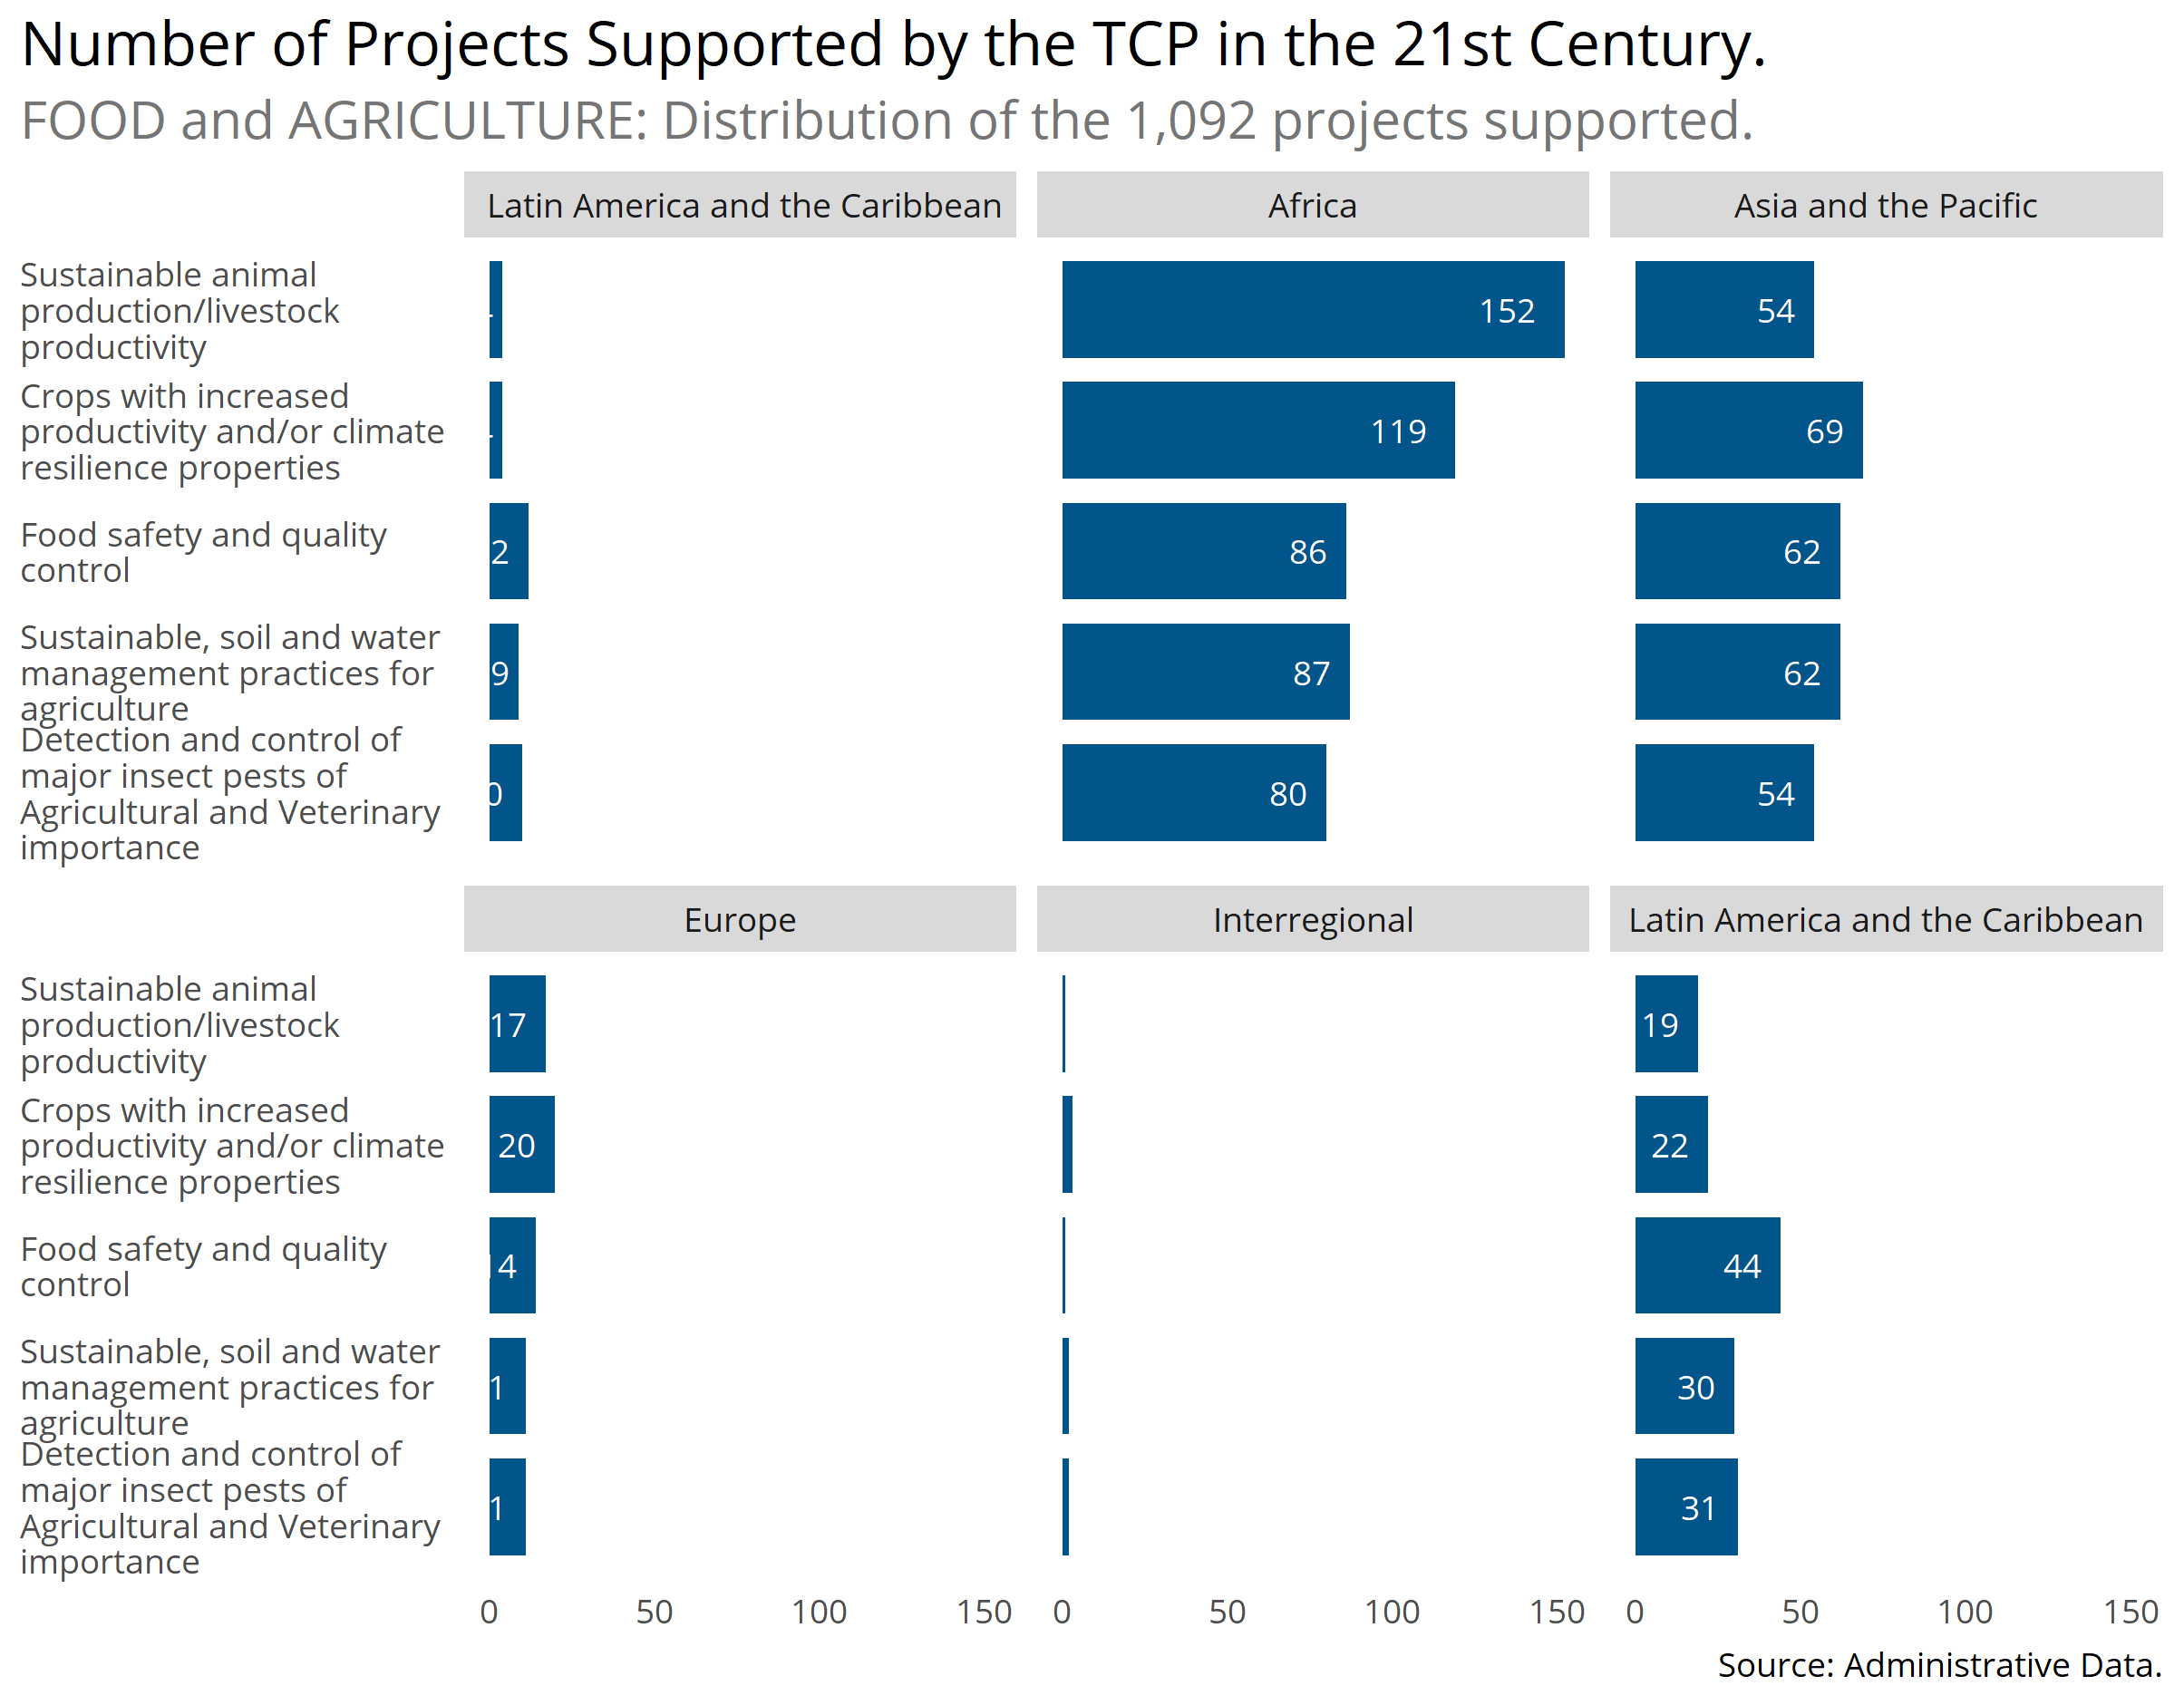 Number of Projects Supported by the TCP in the 21st Century.
FOOD and AGRICULTURE: Distribution of the 1,092 projects supported.
Latin America and the Caribbean
Africa
Asia and the Pacific
Sustainable animal
production/livestock
productivity
152
54
Crops with increased
productivity and/or climate
resilience properties
119
69
Food safety and quality
control
2
86
62
Sustainable, soil and water
management practices for
agriculture
9
87
62
Detection and control of
major insect pests of
Agricultural and Veterinary
importance
0
80
54
Europe
Interregional
Latin America and the Caribbean
Sustainable animal
production/livestock
productivity
17
19
Crops with increased
productivity and/or climate
resilience properties
20
22
Food safety and quality
control
14
44
Sustainable, soil and water
management practices for
agriculture
1
30
Detection and control of
major insect pests of
Agricultural and Veterinary
importance
1
31
0 50 100 150
0 50 100 150
0 50 100 150
Source: Administrative Data.